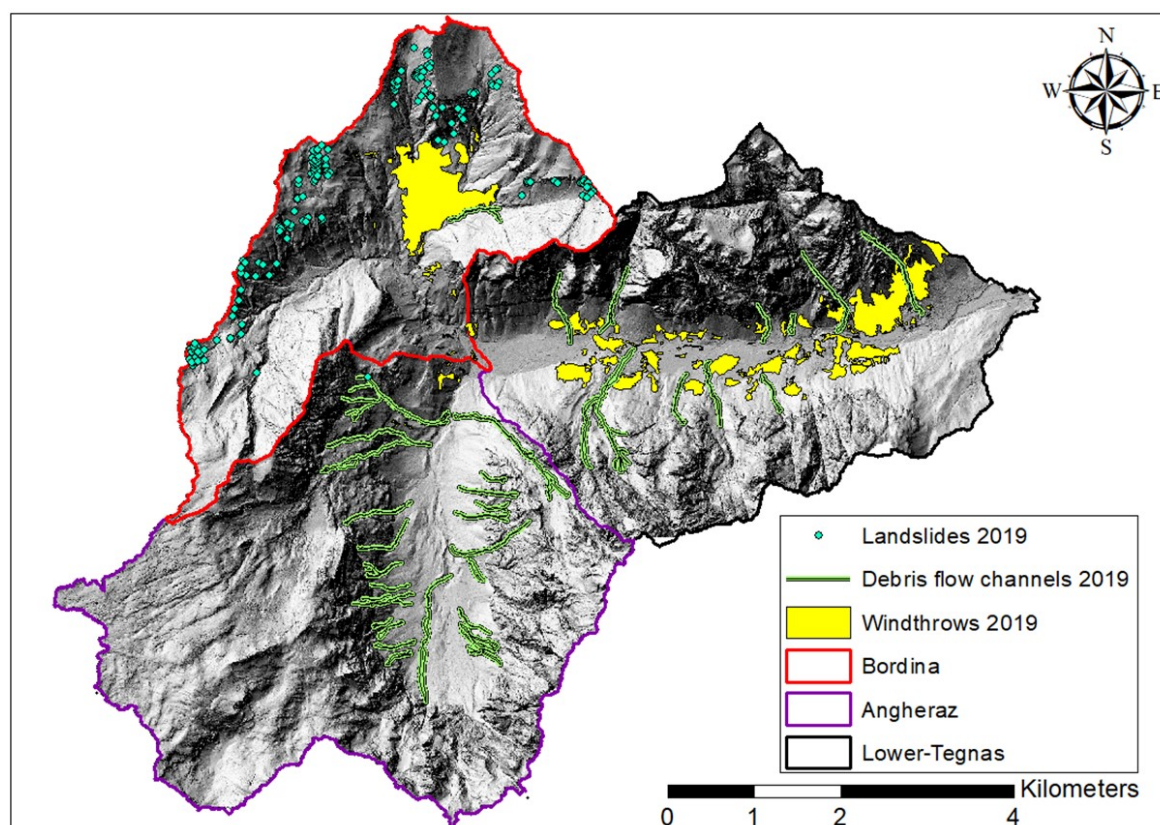 N
W E
S
Landslides 2019
Debris flow channels 2019
Windthrows 2019
Bordina
Angheraz
Lower-Tegnas
Kilometers
0 1 2 4